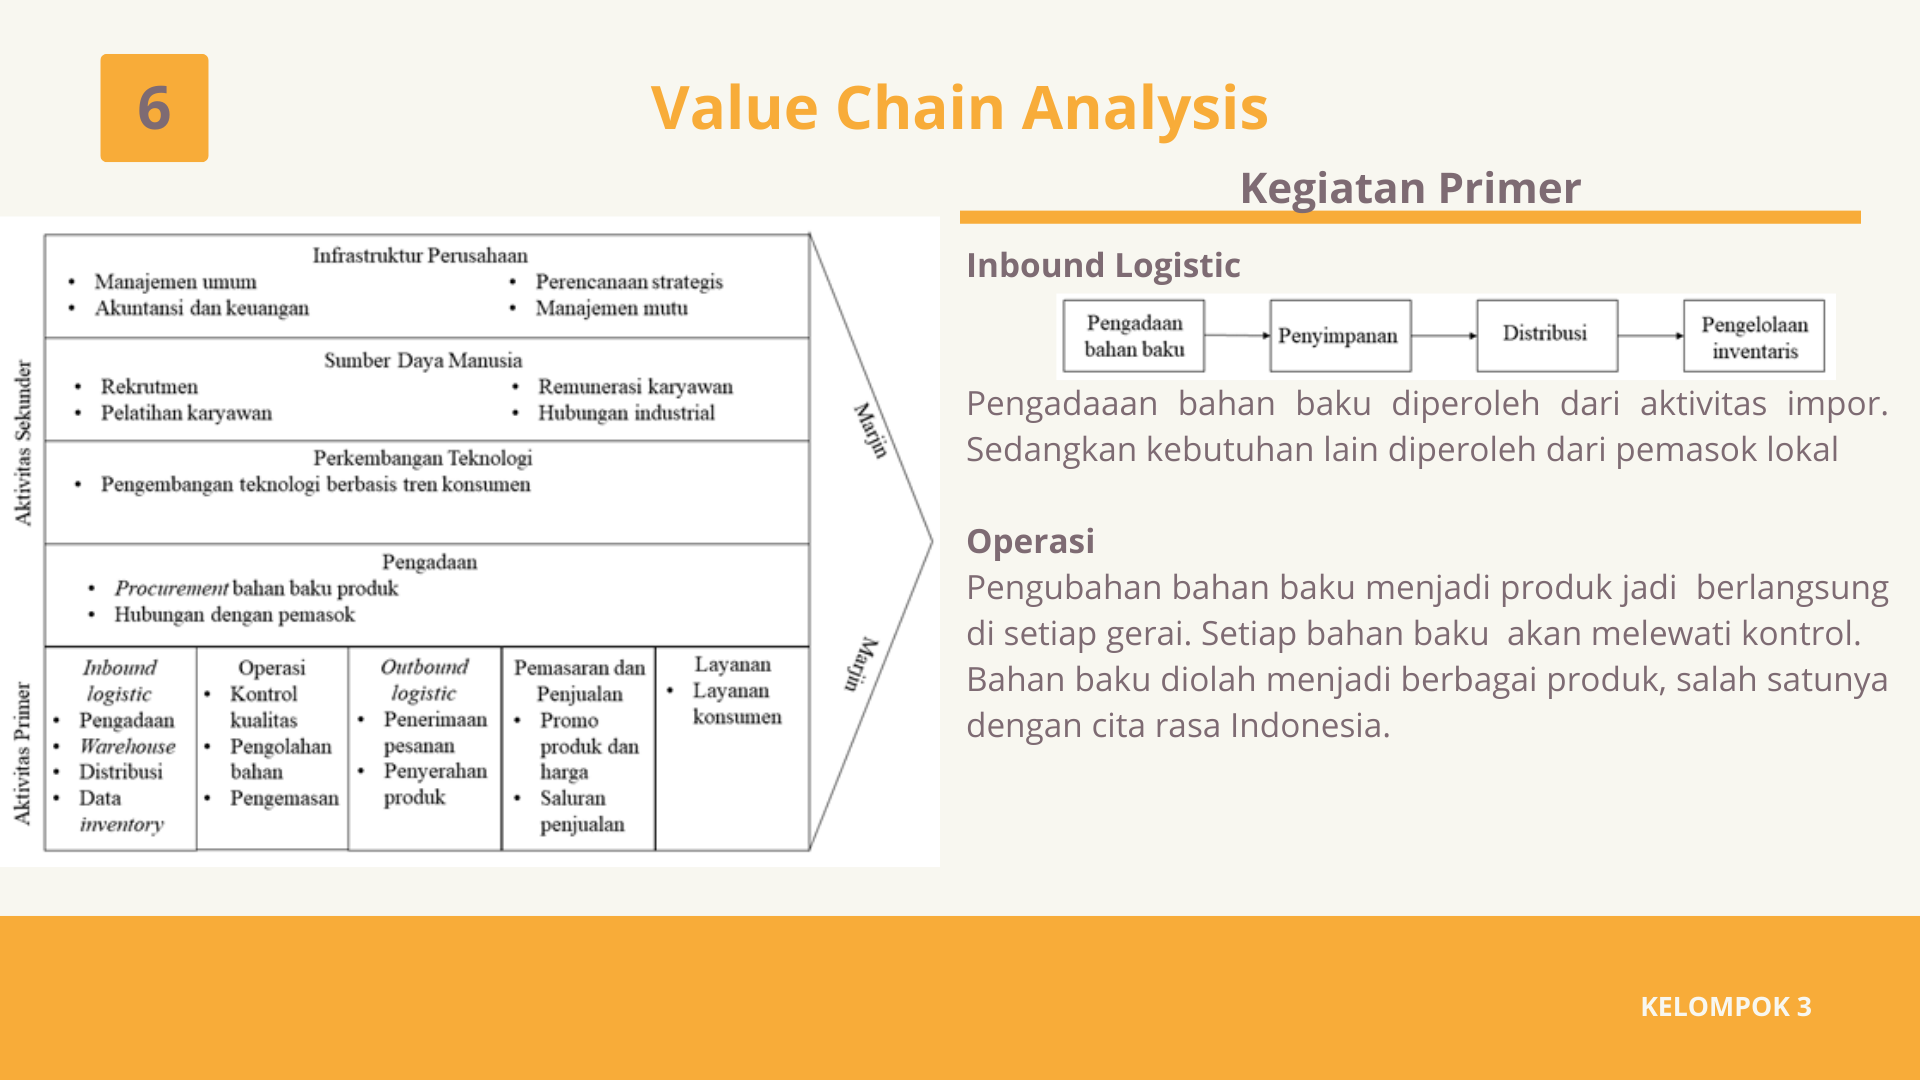 6
Value Chain Analysis
Infrastruktur Perusahaan
• Manajemen umum
• Akuntansi dan keuangan
• Perencanaan strategis
• Manajemen mutu
Sumber Daya Manusia
• Rekrutmen
• Pelatihan karyawan
• Remunerasi karyawan
• Hubungan industrial
Perkembangan Teknologi
• Pengembangan teknologi berbasis tren konsumen
Pengadaan
• Procurement bahan baku produk
• Hubungan dengan pemasok
Aktivitas Sekunder
Aktivitas Primer
Inbound
logistic
• Pengadaan
• Warehouse
• Distribusi
• Data
inventory
Operasi
• Kontrol
kualitas
• Pengolahan
bahan
• Pengemasan
Outbound
logistic
• Penerimaan
pesanan
• Penyerahan
produk
Pemasaran dan
Penjualan
• Promo
produk dan
harga
• Saluran
penjualan
Layanan
• Layanan
konsumen
Marjin
Marjin
Kegiatan Primer
Inbound Logistic
Pengadaan
bahan baku
Penyimpanan
Distribusi
Pengelolaan
inventaris
Pengadaaan bahan baku diperoleh dari aktivitas impor.
Sedangkan kebutuhan lain diperoleh dari pemasok lokal
Operasi
Pengubahan bahan baku menjadi produk jadi berlangsung
di setiap gerai. Setiap bahan baku akan melewati kontrol.
Bahan baku diolah menjadi berbagai produk, salah satunya
dengan cita rasa Indonesia.
KELOMPOK 3